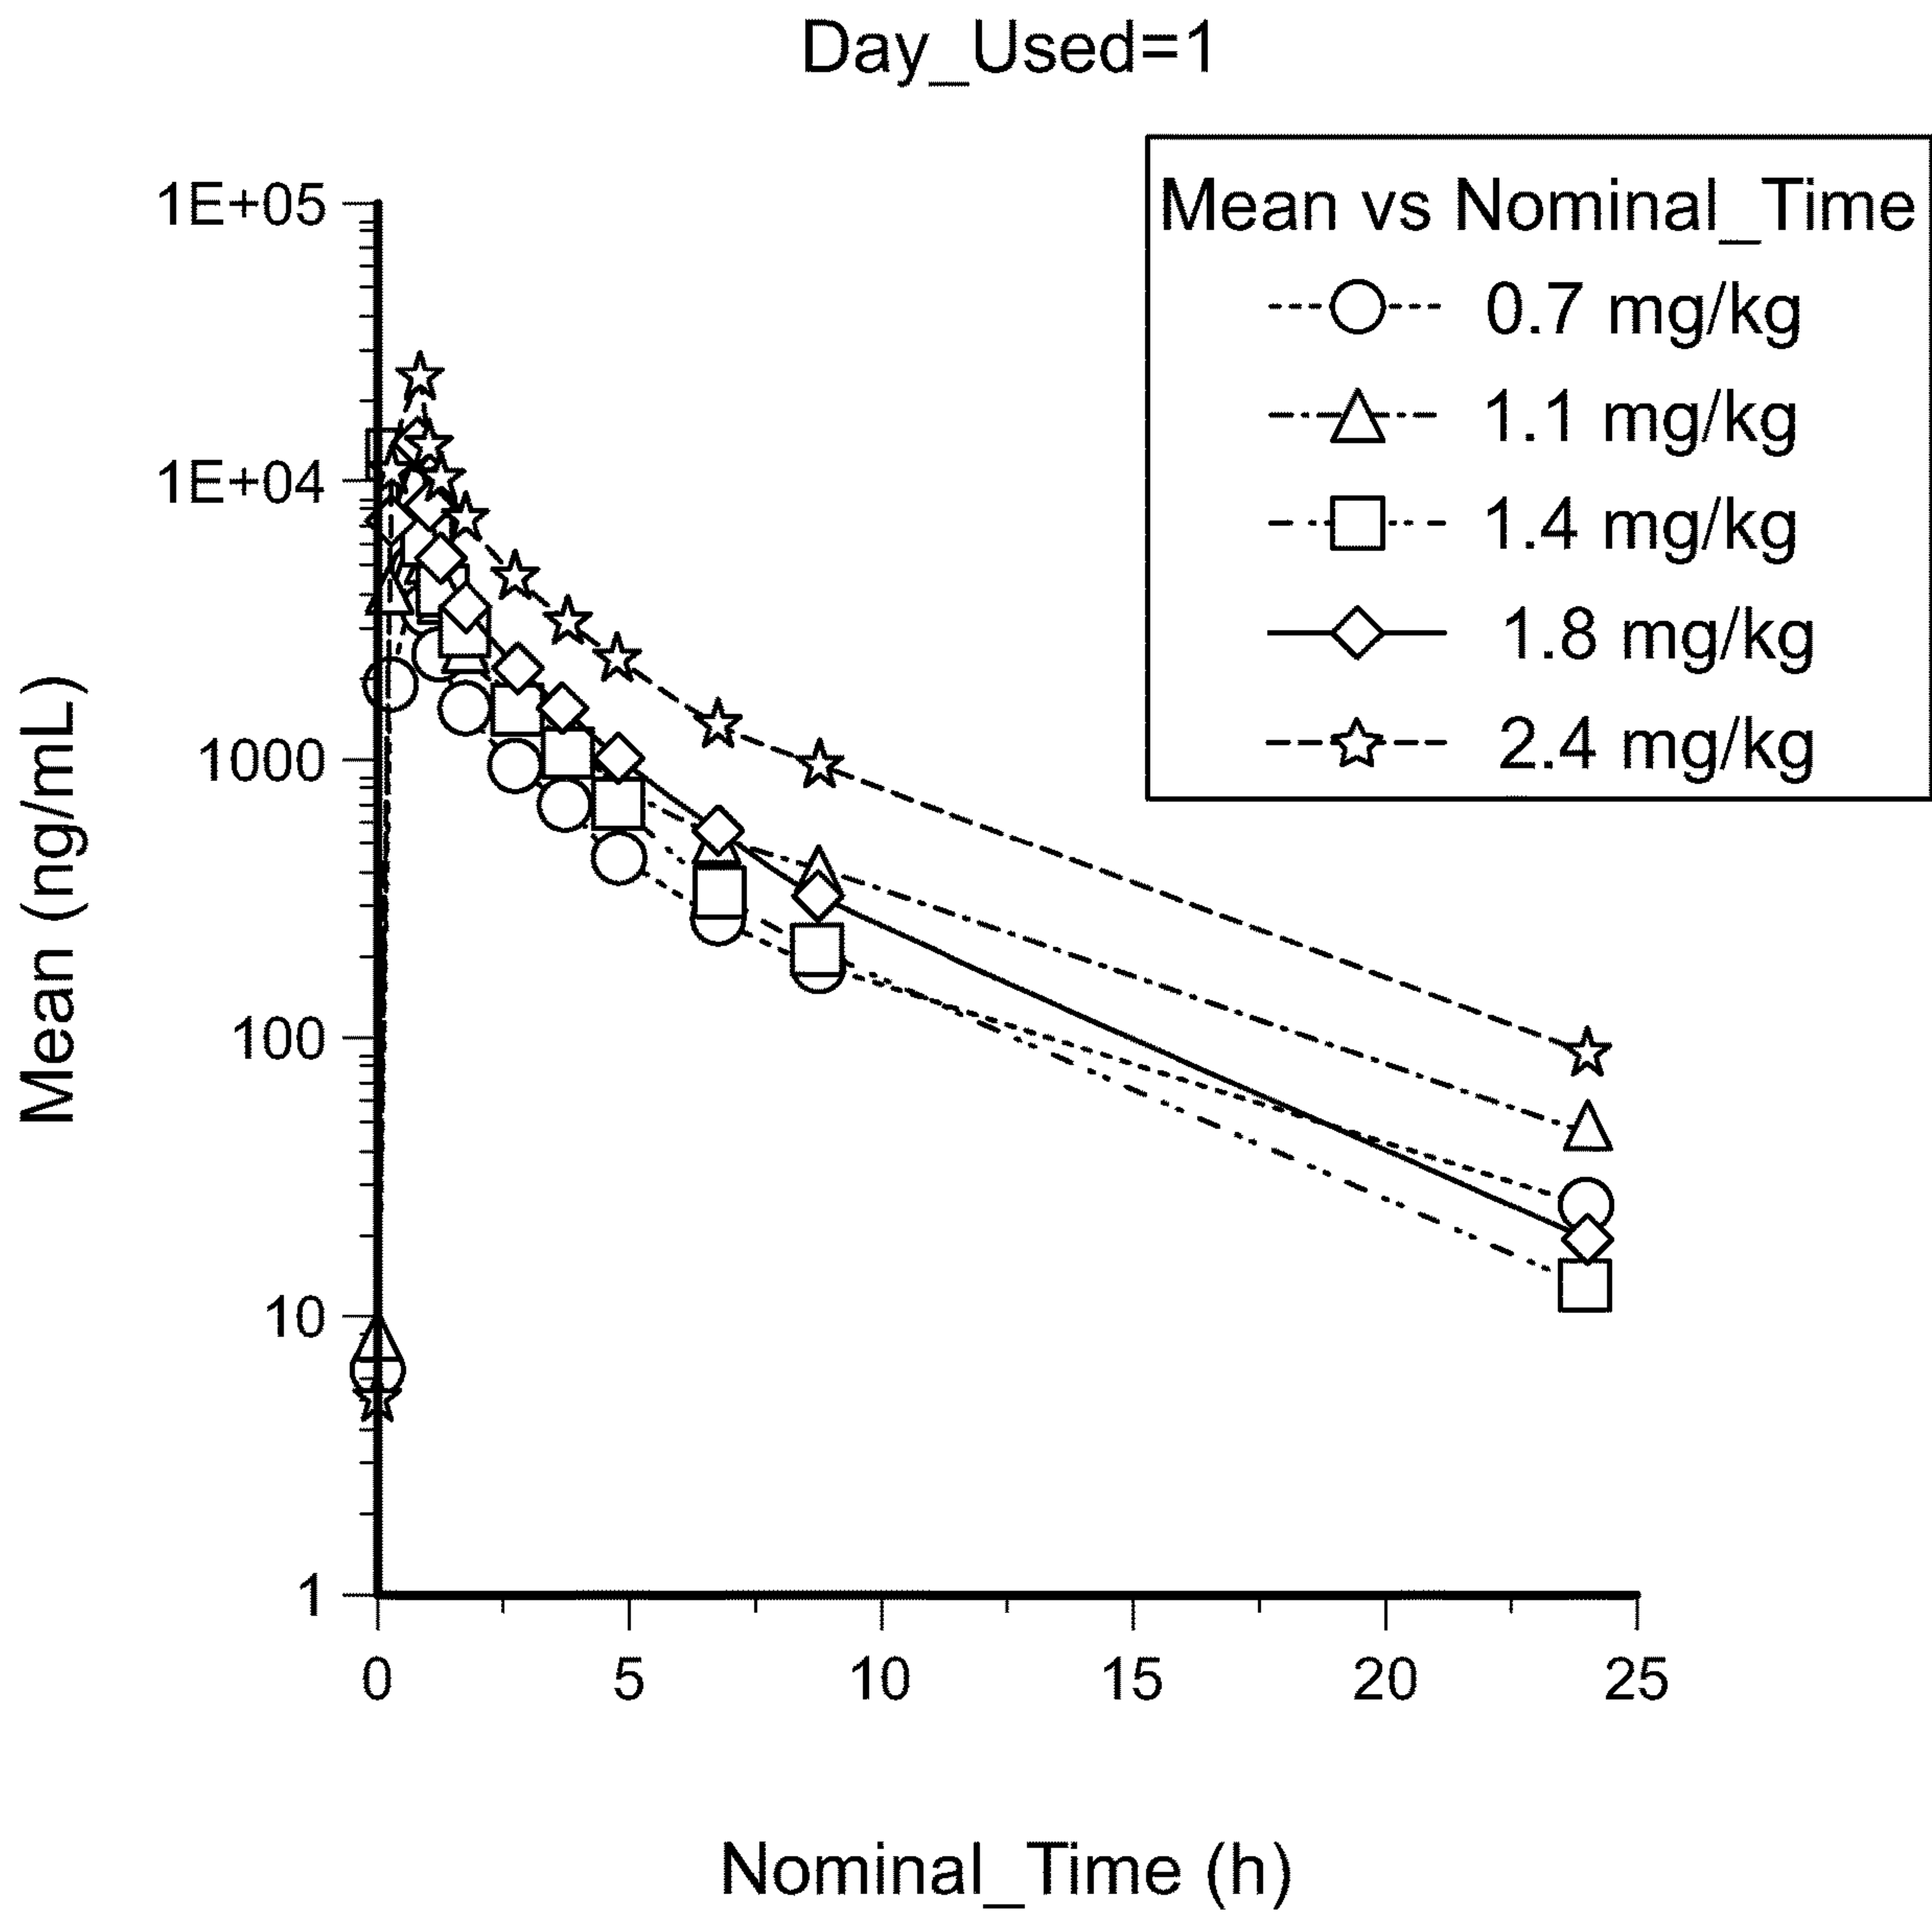 Day_Used=1
Mean vs Nominal_Time
0.7 mg/kg
1.1 mg/kg
1.4 mg/kg
1.8 mg/kg
2.4 mg/kg
Mean (ng/mL)
1E+05
1E+04
1000
100
10
1
0 5 10 15 20 25
Nominal_Time (h)